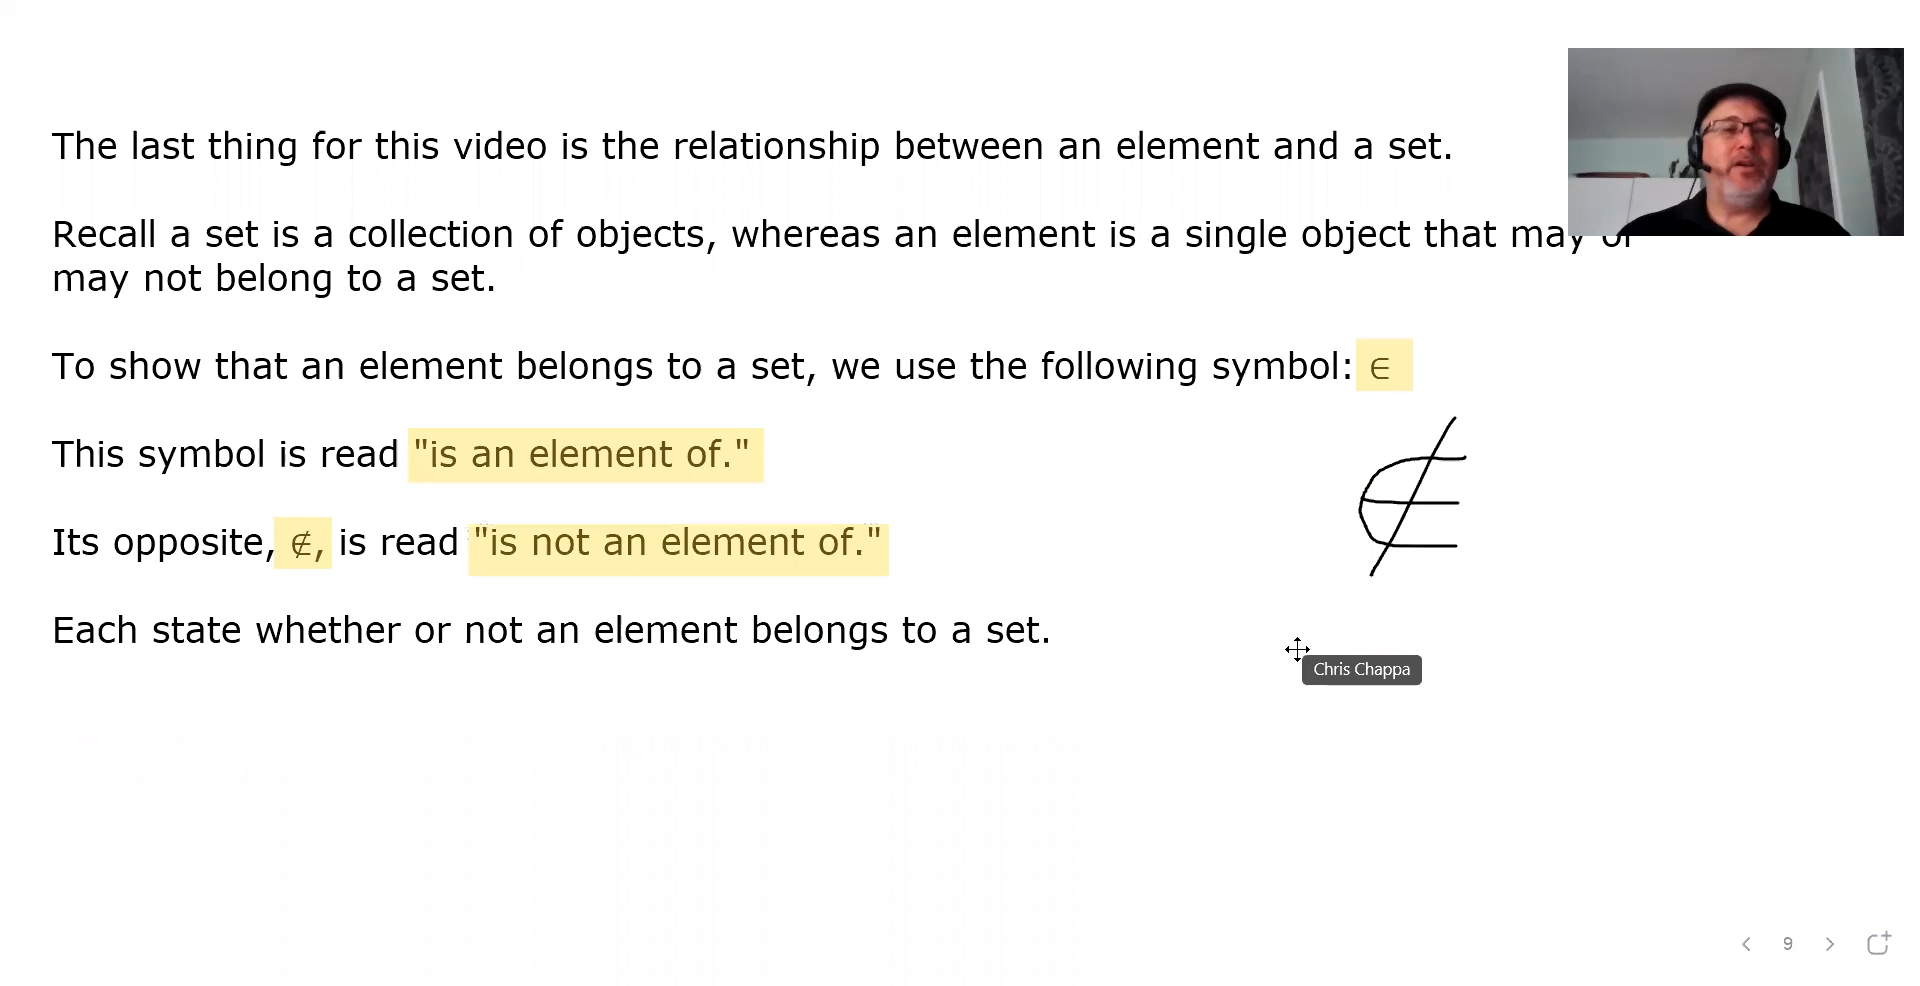 The last thing for this video is the relationship between an element and a set.
Recall a set is a collection of objects, whereas an element is a single object that may or
may not belong to a set.
To show that an element belongs to a set, we use the following symbol: ∈
This symbol is read "is an element of."
∉
Its opposite, ∉, is read "is not an element of."
Each state whether or not an element belongs to a set.
Chris Chappa
9